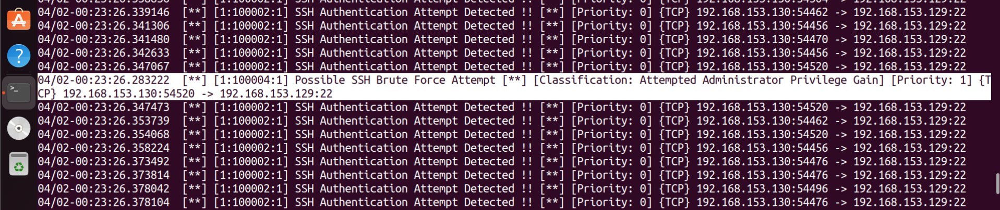 04/02-00:23:26.339146  [**] [1:100002:1] SSH Authentication Attempt Detected !! [**] [Priority: 0] {TCP} 192.168.153.130:54462 -> 192.168.153.129:22
04/02-00:23:26.341306  [**] [1:100002:1] SSH Authentication Attempt Detected !! [**] [Priority: 0] {TCP} 192.168.153.130:54456 -> 192.168.153.129:22
04/02-00:23:26.341480  [**] [1:100002:1] SSH Authentication Attempt Detected !! [**] [Priority: 0] {TCP} 192.168.153.130:54470 -> 192.168.153.129:22
04/02-00:23:26.342633  [**] [1:100002:1] SSH Authentication Attempt Detected !! [**] [Priority: 0] {TCP} 192.168.153.130:54456 -> 192.168.153.129:22
04/02-00:23:26.347067  [**] [1:100002:1] SSH Authentication Attempt Detected !! [**] [Priority: 0] {TCP} 192.168.153.130:54520 -> 192.168.153.129:22
04/02-00:23:26.283222  [**] [1:100004:1] Possible SSH Brute Force Attempt [**] [Classification: Attempted Administrator Privilege Gain] [Priority: 1] {T
CP} 192.168.153.130:54520 -> 192.168.153.129:22
04/02-00:23:26.347473  [**] [1:100002:1] SSH Authentication Attempt Detected !! [**] [Priority: 0] {TCP} 192.168.153.130:54520 -> 192.168.153.129:22
04/02-00:23:26.353739  [**] [1:100002:1] SSH Authentication Attempt Detected !! [**] [Priority: 0] {TCP} 192.168.153.130:54462 -> 192.168.153.129:22
04/02-00:23:26.354068  [**] [1:100002:1] SSH Authentication Attempt Detected !! [**] [Priority: 0] {TCP} 192.168.153.130:54520 -> 192.168.153.129:22
04/02-00:23:26.358224  [**] [1:100002:1] SSH Authentication Attempt Detected !! [**] [Priority: 0] {TCP} 192.168.153.130:54456 -> 192.168.153.129:22
04/02-00:23:26.373492  [**] [1:100002:1] SSH Authentication Attempt Detected !! [**] [Priority: 0] {TCP} 192.168.153.130:54476 -> 192.168.153.129:22
04/02-00:23:26.373814  [**] [1:100002:1] SSH Authentication Attempt Detected !! [**] [Priority: 0] {TCP} 192.168.153.130:54476 -> 192.168.153.129:22
04/02-00:23:26.378042  [**] [1:100002:1] SSH Authentication Attempt Detected !! [**] [Priority: 0] {TCP} 192.168.153.130:54496 -> 192.168.153.129:22
04/02-00:23:26.378104  [**] [1:100002:1] SSH Authentication Attempt Detected !! [**] [Priority: 0] {TCP} 192.168.153.130:54476 -> 192.168.153.129:22